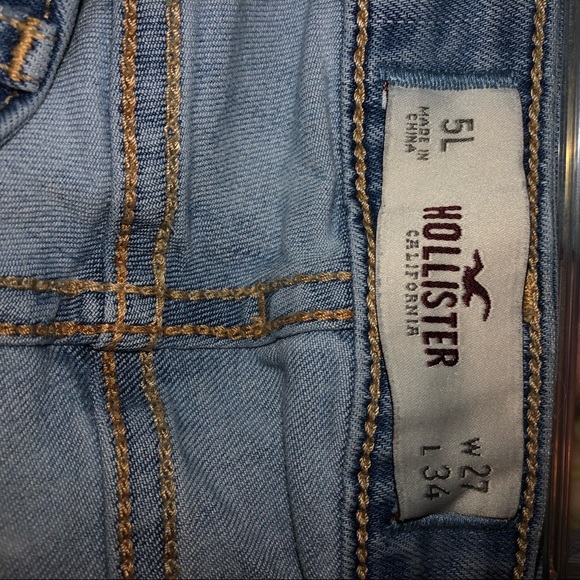 5L
MADE IN
CHINA
HOLLISTER
CALIFORNIA
W 27
L 34